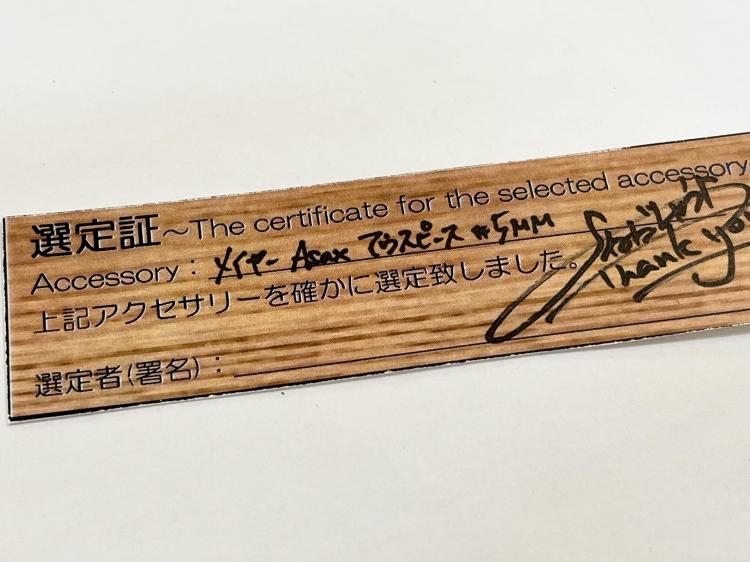 選定証~The certificate for the selected accessory
Accessory : メイヤー Asax マウスピース #5MM
上記アクセサリーを確かに選定致しました。
Thank yo
選定者(署名) :